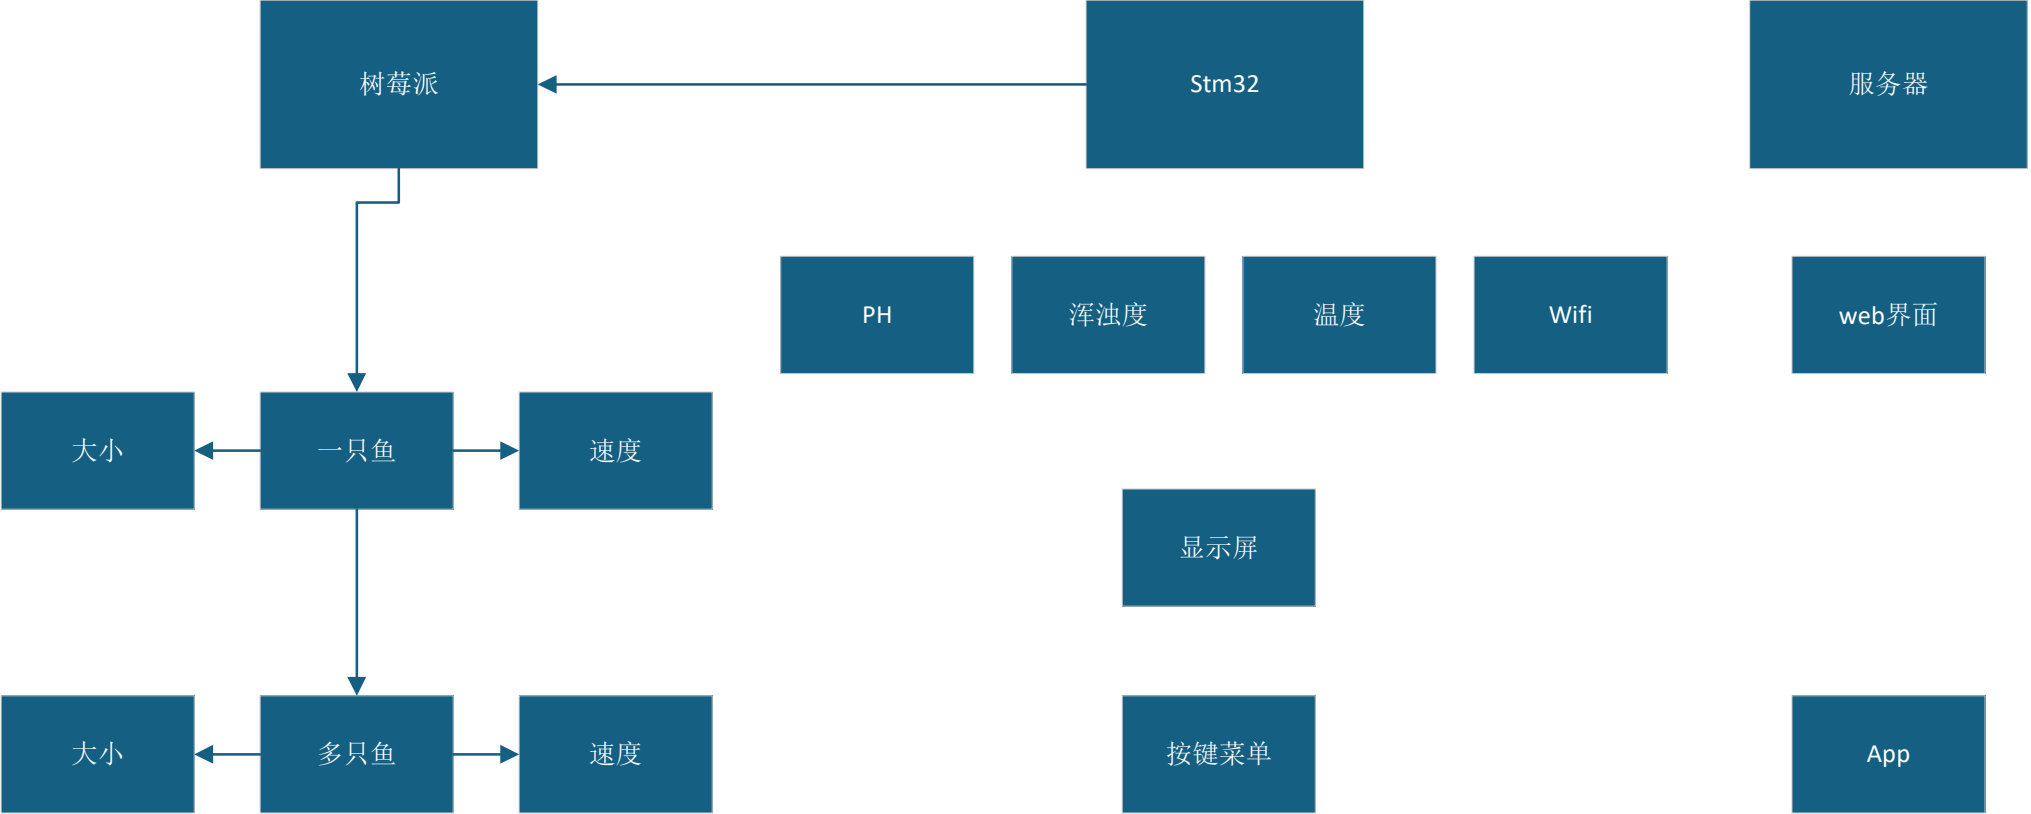 树莓派
Stm32
服务器
PH
浑浊度
温度
Wifi
web界面
大小
一只鱼
速度
显示屏
大小
多只鱼
速度
按键菜单
App